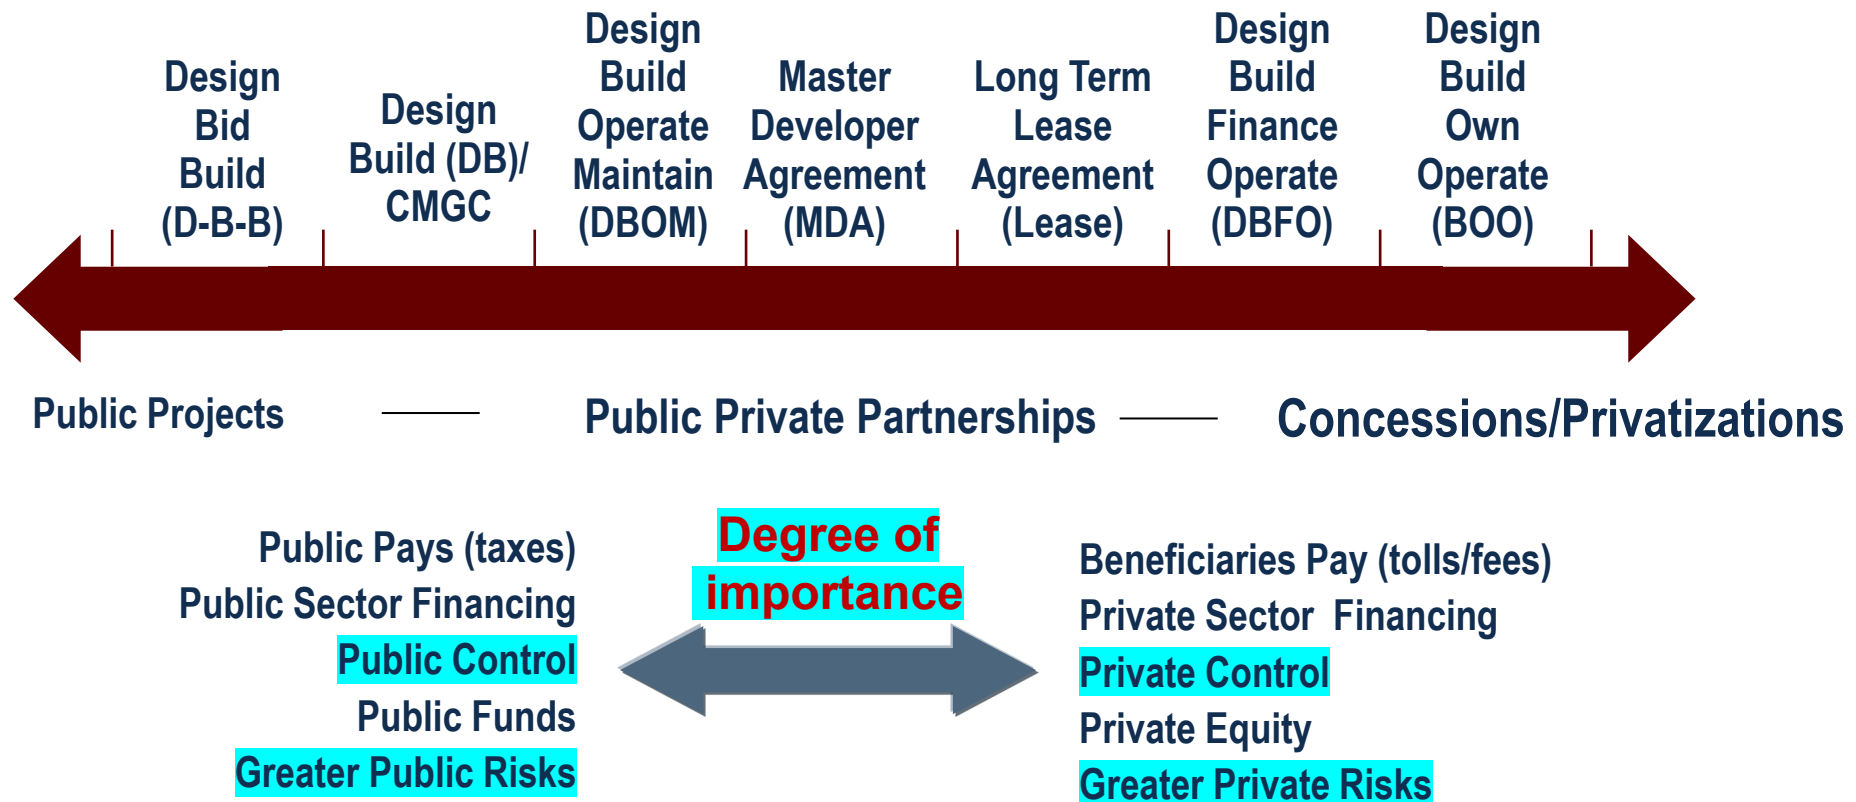 Design
Bid
Build
(D-B-B)
Design
Build (DB)/
CMGC
Design
Build
Operate
Maintain
(DBOM)
Master
Developer
Agreement
(MDA)
Long Term
Lease
Agreement
(Lease)
Design
Build
Finance
Operate
(DBFO)
Design
Build
Own
Operate
(BOO)
Public Projects
Public Private Partnerships
Concessions/Privatizations
Public Pays (taxes)
Public Sector Financing
Public Control
Public Funds
Greater Public Risks
Degree of
importance
Beneficiaries Pay (tolls/fees)
Private Sector Financing
Private Control
Private Equity
Greater Private Risks